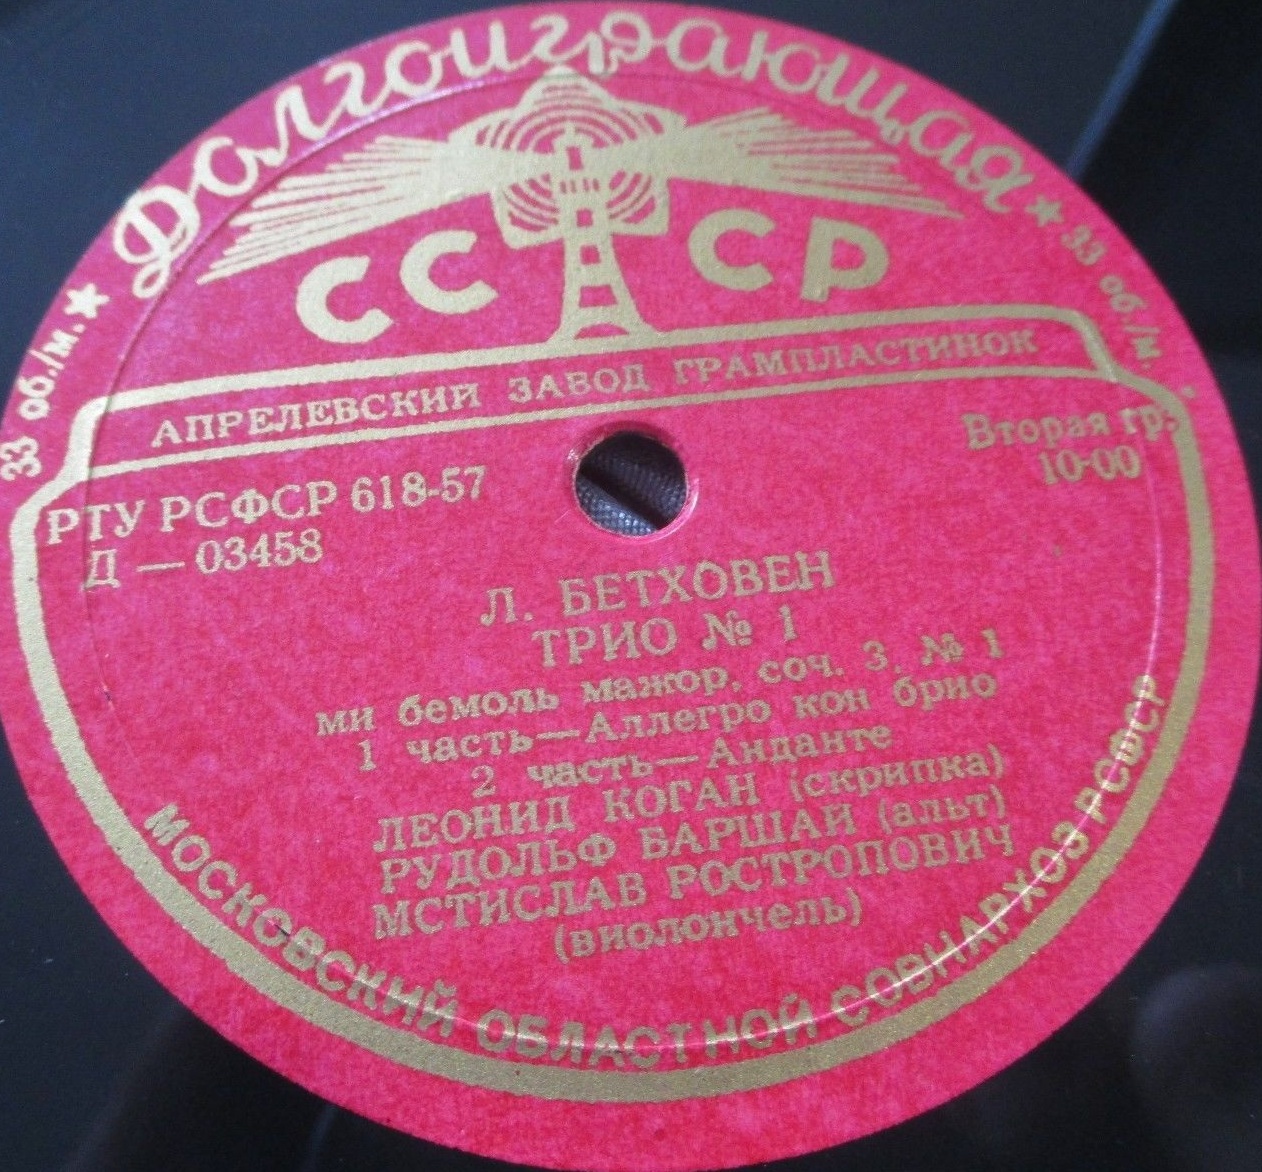 Долгоиграющая
33 об./м. ★
★ 33 об./м.
СССР
АПРЕЛЕВСКИЙ ЗАВОД ГРАМПЛАСТИНОК
РТУ РСФСР 618-57
Д — 03458
Вторая гр.
10-00
Л. БЕТХОВЕН
ТРИО № 1
ми бемоль мажор, соч. 3, № 1
1 часть—Аллегро кон брио
2 часть—Анданте
ЛЕОНИД КОГАН (скрипка)
РУДОЛЬФ БАРШАЙ (альт)
МСТИСЛАВ РОСТРОПОВИЧ
(виолончель)
МОСКОВСКИЙ ОБЛАСТНОЙ СОВНАРХОЗ РСФСР